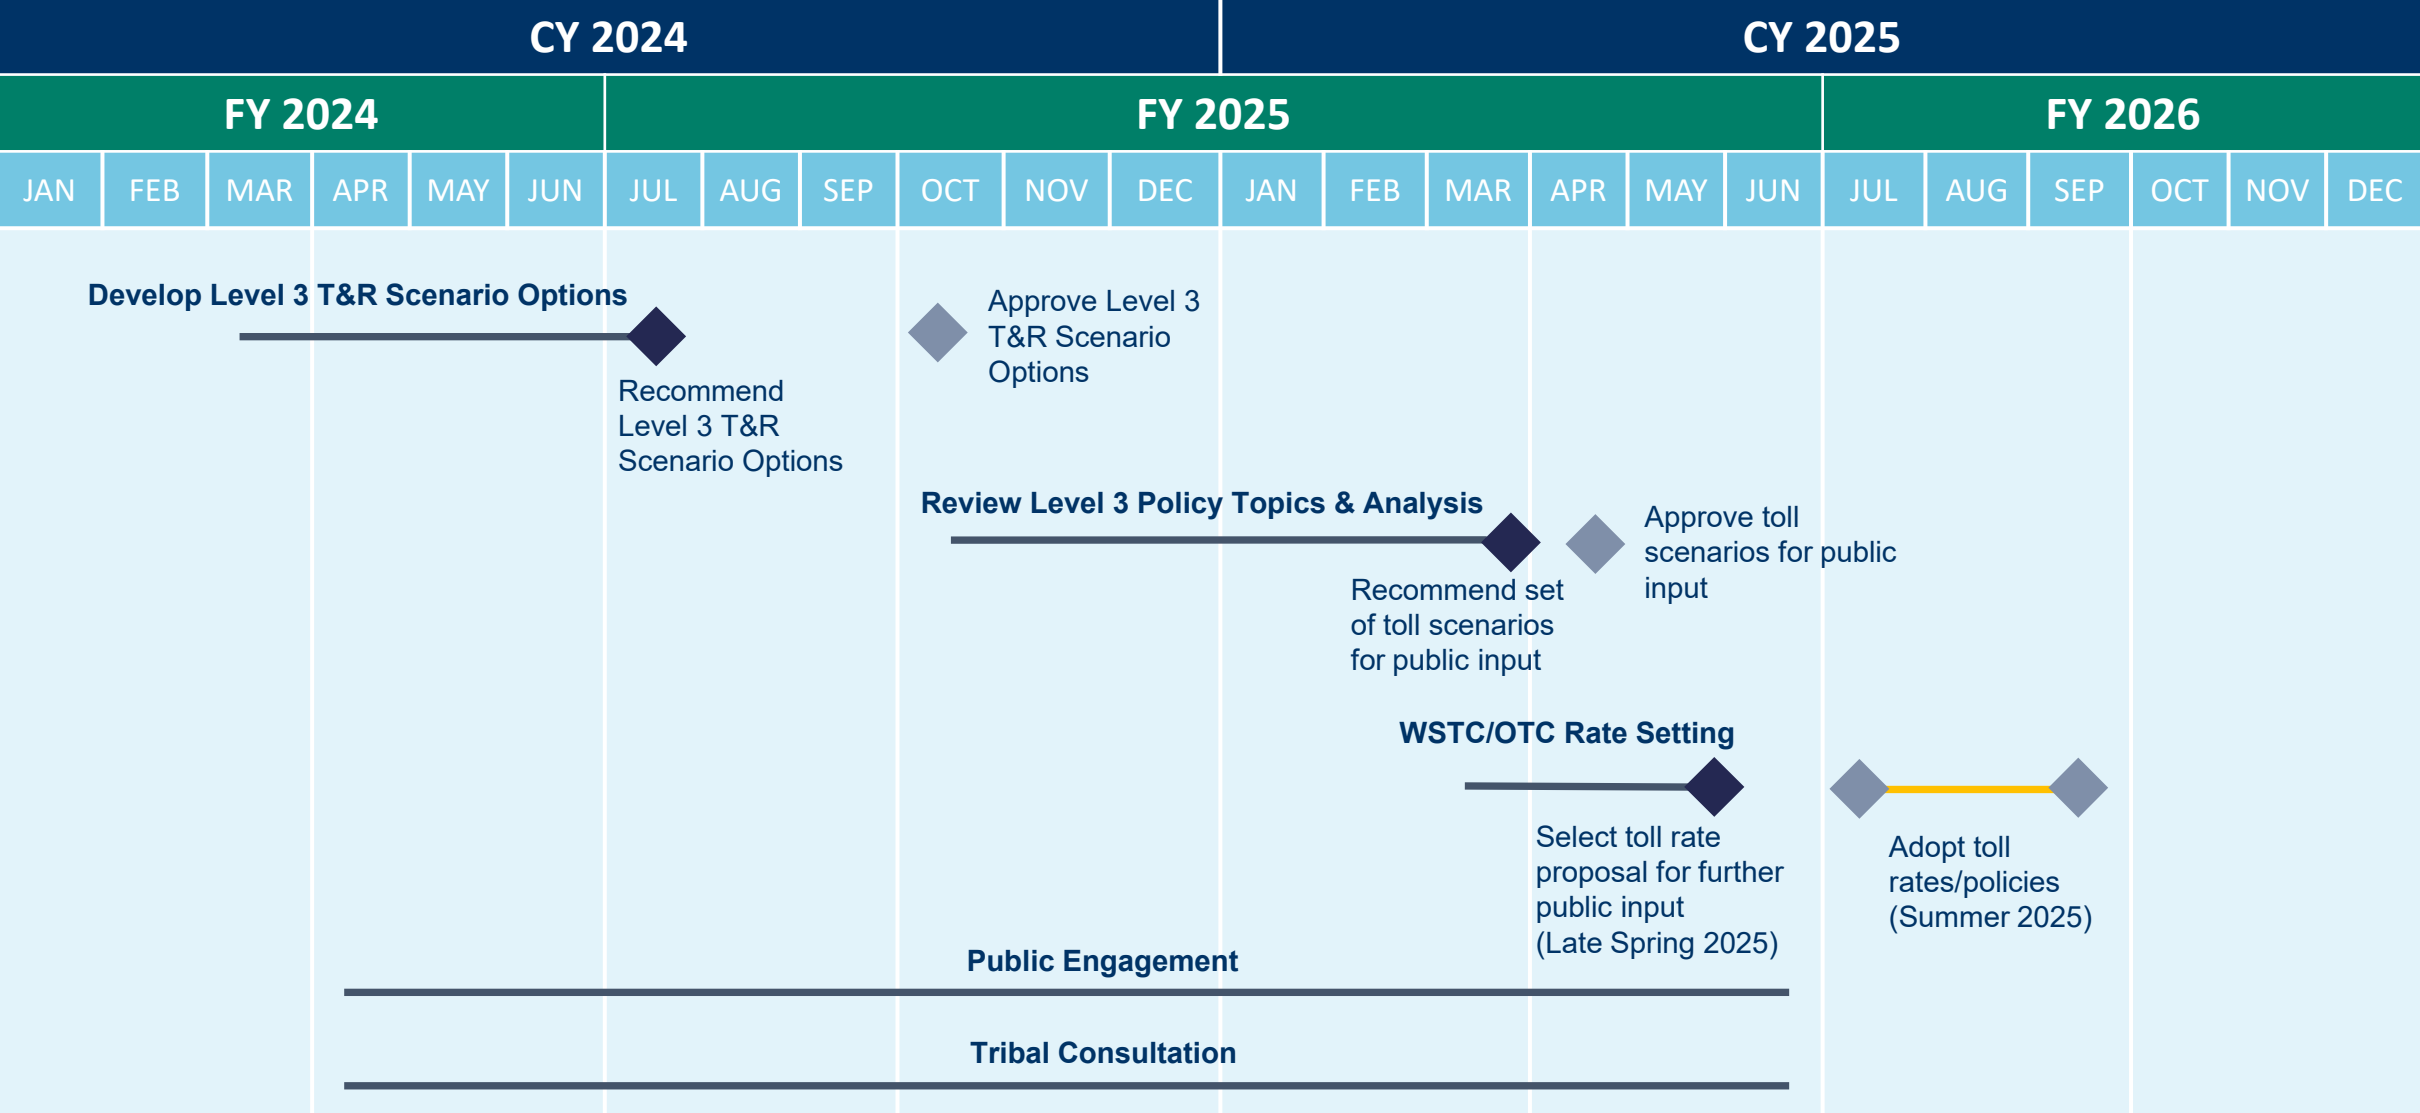 CY 2024
CY 2025
FY 2024
FY 2025
FY 2026
JAN
FEB
MAR
APR
MAY
JUN
JUL
AUG
SEP
OCT
NOV
DEC
JAN
FEB
MAR
APR
MAY
JUN
JUL
AUG
SEP
OCT
NOV
DEC
Develop Level 3 T&R Scenario Options
Recommend
Level 3 T&R
Scenario Options
Approve Level 3
T&R Scenario
Options
Review Level 3 Policy Topics & Analysis
Recommend set
of toll scenarios
for public input
Approve toll
scenarios for public
input
WSTC/OTC Rate Setting
Select toll rate
proposal for further
public input
(Late Spring 2025)
Adopt toll
rates/policies
(Summer 2025)
Public Engagement
Tribal Consultation